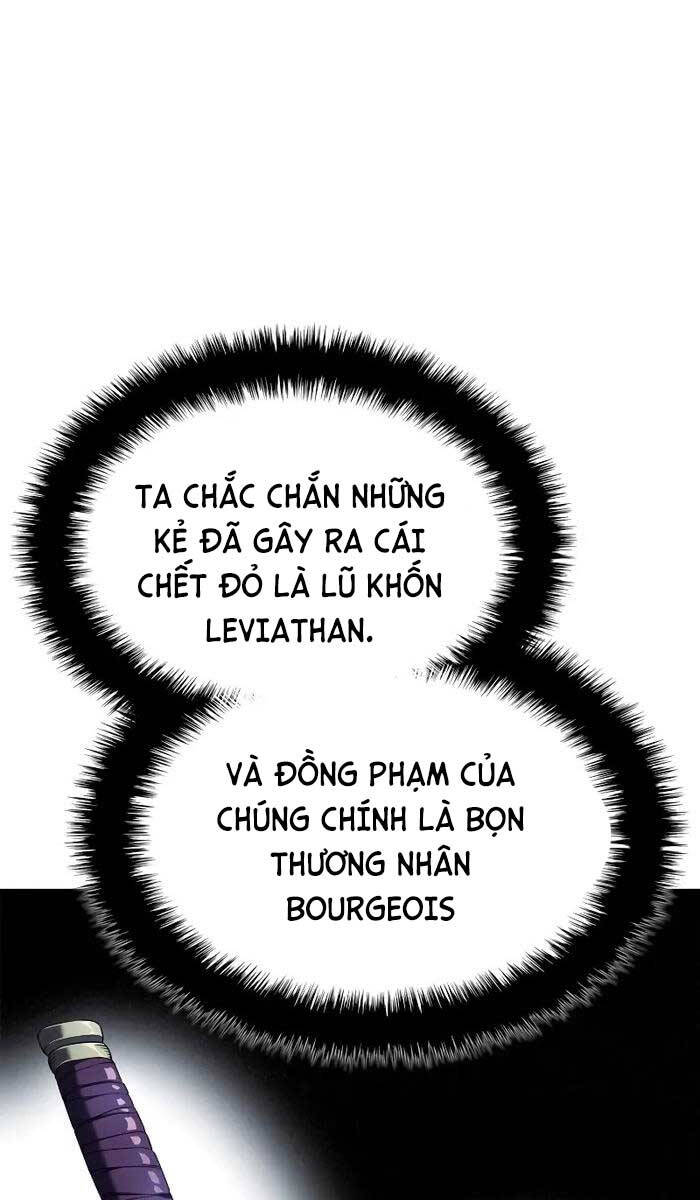 TA CHẮC CHẮN NHỮNG
KẺ ĐÃ GÂY RA CÁI
CHẾT ĐỎ LÀ LŨ KHỐN
LEVIATHAN.
VÀ ĐỒNG PHẠM CỦA
CHÚNG CHÍNH LÀ BỌN
THƯƠNG NHÂN
BOURGEOIS